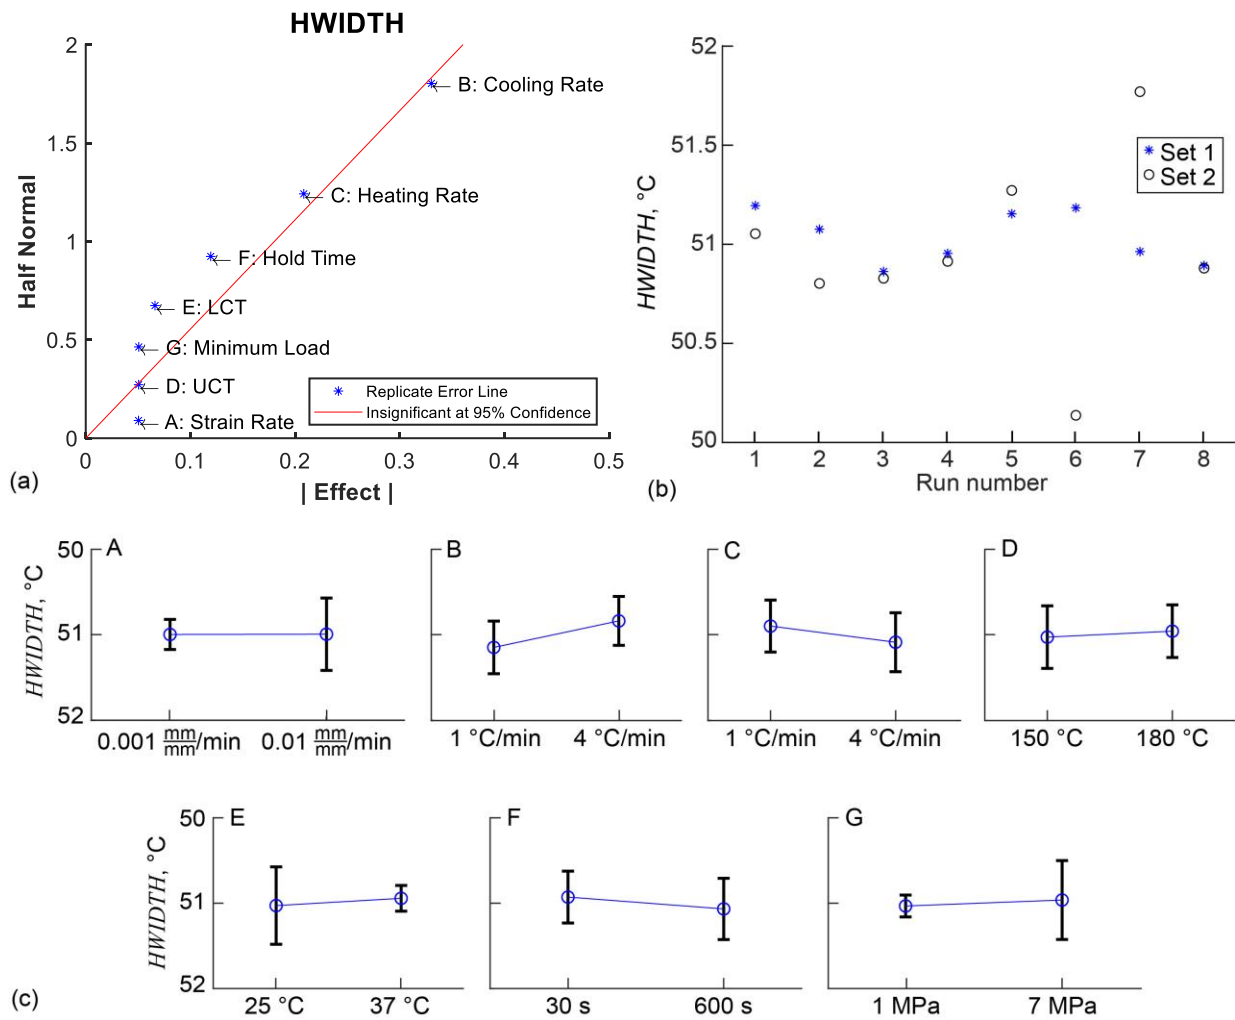 HWIDTH
2
1.5
1
0.5
0
Half Normal
B: Cooling Rate
C: Heating Rate
F: Hold Time
E: LCT
G: Minimum Load
D: UCT
A: Strain Rate
Replicate Error Line
Insignificant at 95% Confidence
0 0.1 0.2 0.3 0.4 0.5
| Effect |
(a)
52
51.5
51
50.5
50
HWIDTH, °C
Set 1
Set 2
1 2 3 4 5 6 7 8
Run number
(b)
A
50
51
52
HWIDTH, °C
0.001 mm/mm/min 0.01 mm/mm/min
B
1 °C/min 4 °C/min
C
1 °C/min 4 °C/min
D
150 °C 180 °C
E
50
51
52
HWIDTH, °C
25 °C 37 °C
F
30 s 600 s
G
1 MPa 7 MPa
(c)